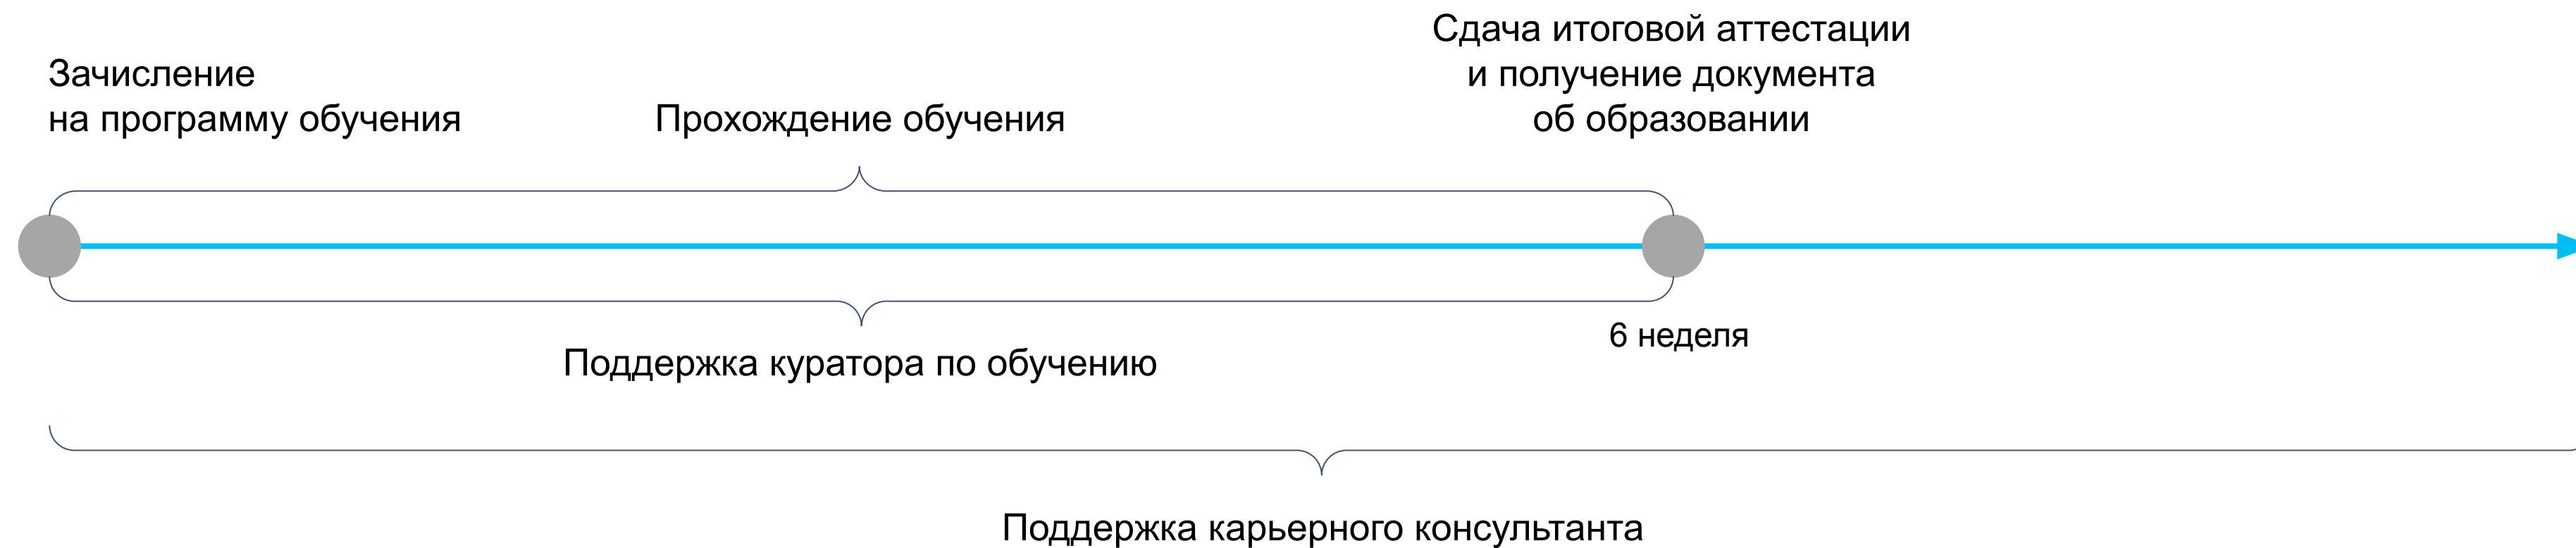 Зачисление
на программу обучения
Прохождение обучения
Сдача итоговой аттестации
и получение документа
об образовании
6 неделя
Поддержка куратора по обучению
Поддержка карьерного консультанта